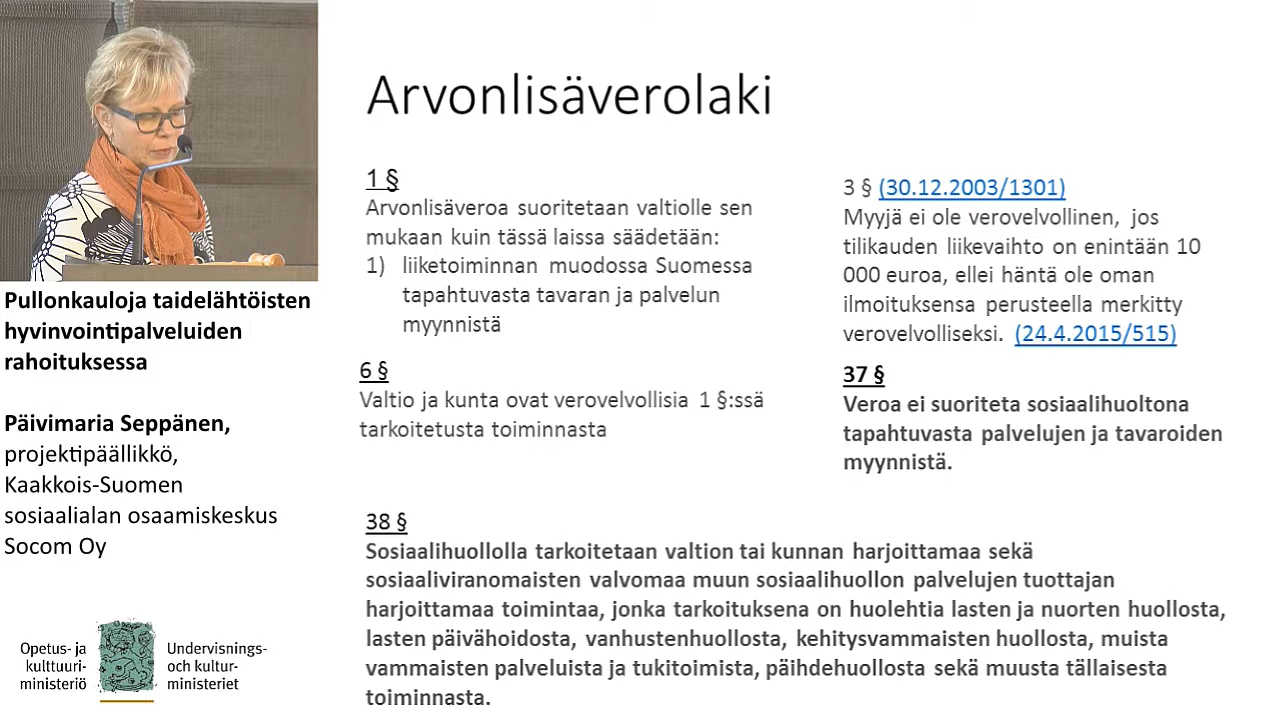 Arvonlisäverolaki
1 §
Arvonlisäveroa suoritetaan valtiolle sen
mukaan kuin tässä laissa säädetään:
1) liiketoiminnan muodossa Suomessa
tapahtuvasta tavaran ja palvelun
myynnistä
6 §
Valtio ja kunta ovat verovelvollisia 1 §:ssä
tarkoitetusta toiminnasta
3 § (30.12.2003/1301)
Myyjä ei ole verovelvollinen, jos
tilikauden liikevaihto on enintään 10
000 euroa, ellei häntä ole oman
ilmoituksensa perusteella merkitty
verovelvolliseksi. (24.4.2015/515)
37 §
Veroa ei suoriteta sosiaalihuoltona
tapahtuvasta palvelujen ja tavaroiden
myynnistä.
38 §
Sosiaalihuollolla tarkoitetaan valtion tai kunnan harjoittamaa sekä
sosiaaliviranomaisten valvomaa muun sosiaalihuollon palvelujen tuottajan
harjoittamaa toimintaa, jonka tarkoituksena on huolehtia lasten ja nuorten huollosta,
lasten päivähoidosta, vanhustenhuollosta, kehitysvammaisten huollosta, muista
vammaisten palveluista ja tukitoimista, päihdehuollosta sekä muusta tällaisesta
toiminnasta.
Pullonkauloja taidelähtöisten
hyvinvointipalveluiden
rahoituksessa
Päivimaria Seppänen,
projektipäällikkö,
Kaakkois-Suomen
sosiaalialan osaamiskeskus
Socom Oy
Opetus- ja
kulttuuri-
ministeriö
Undervisnings-
och kultur-
ministeriet